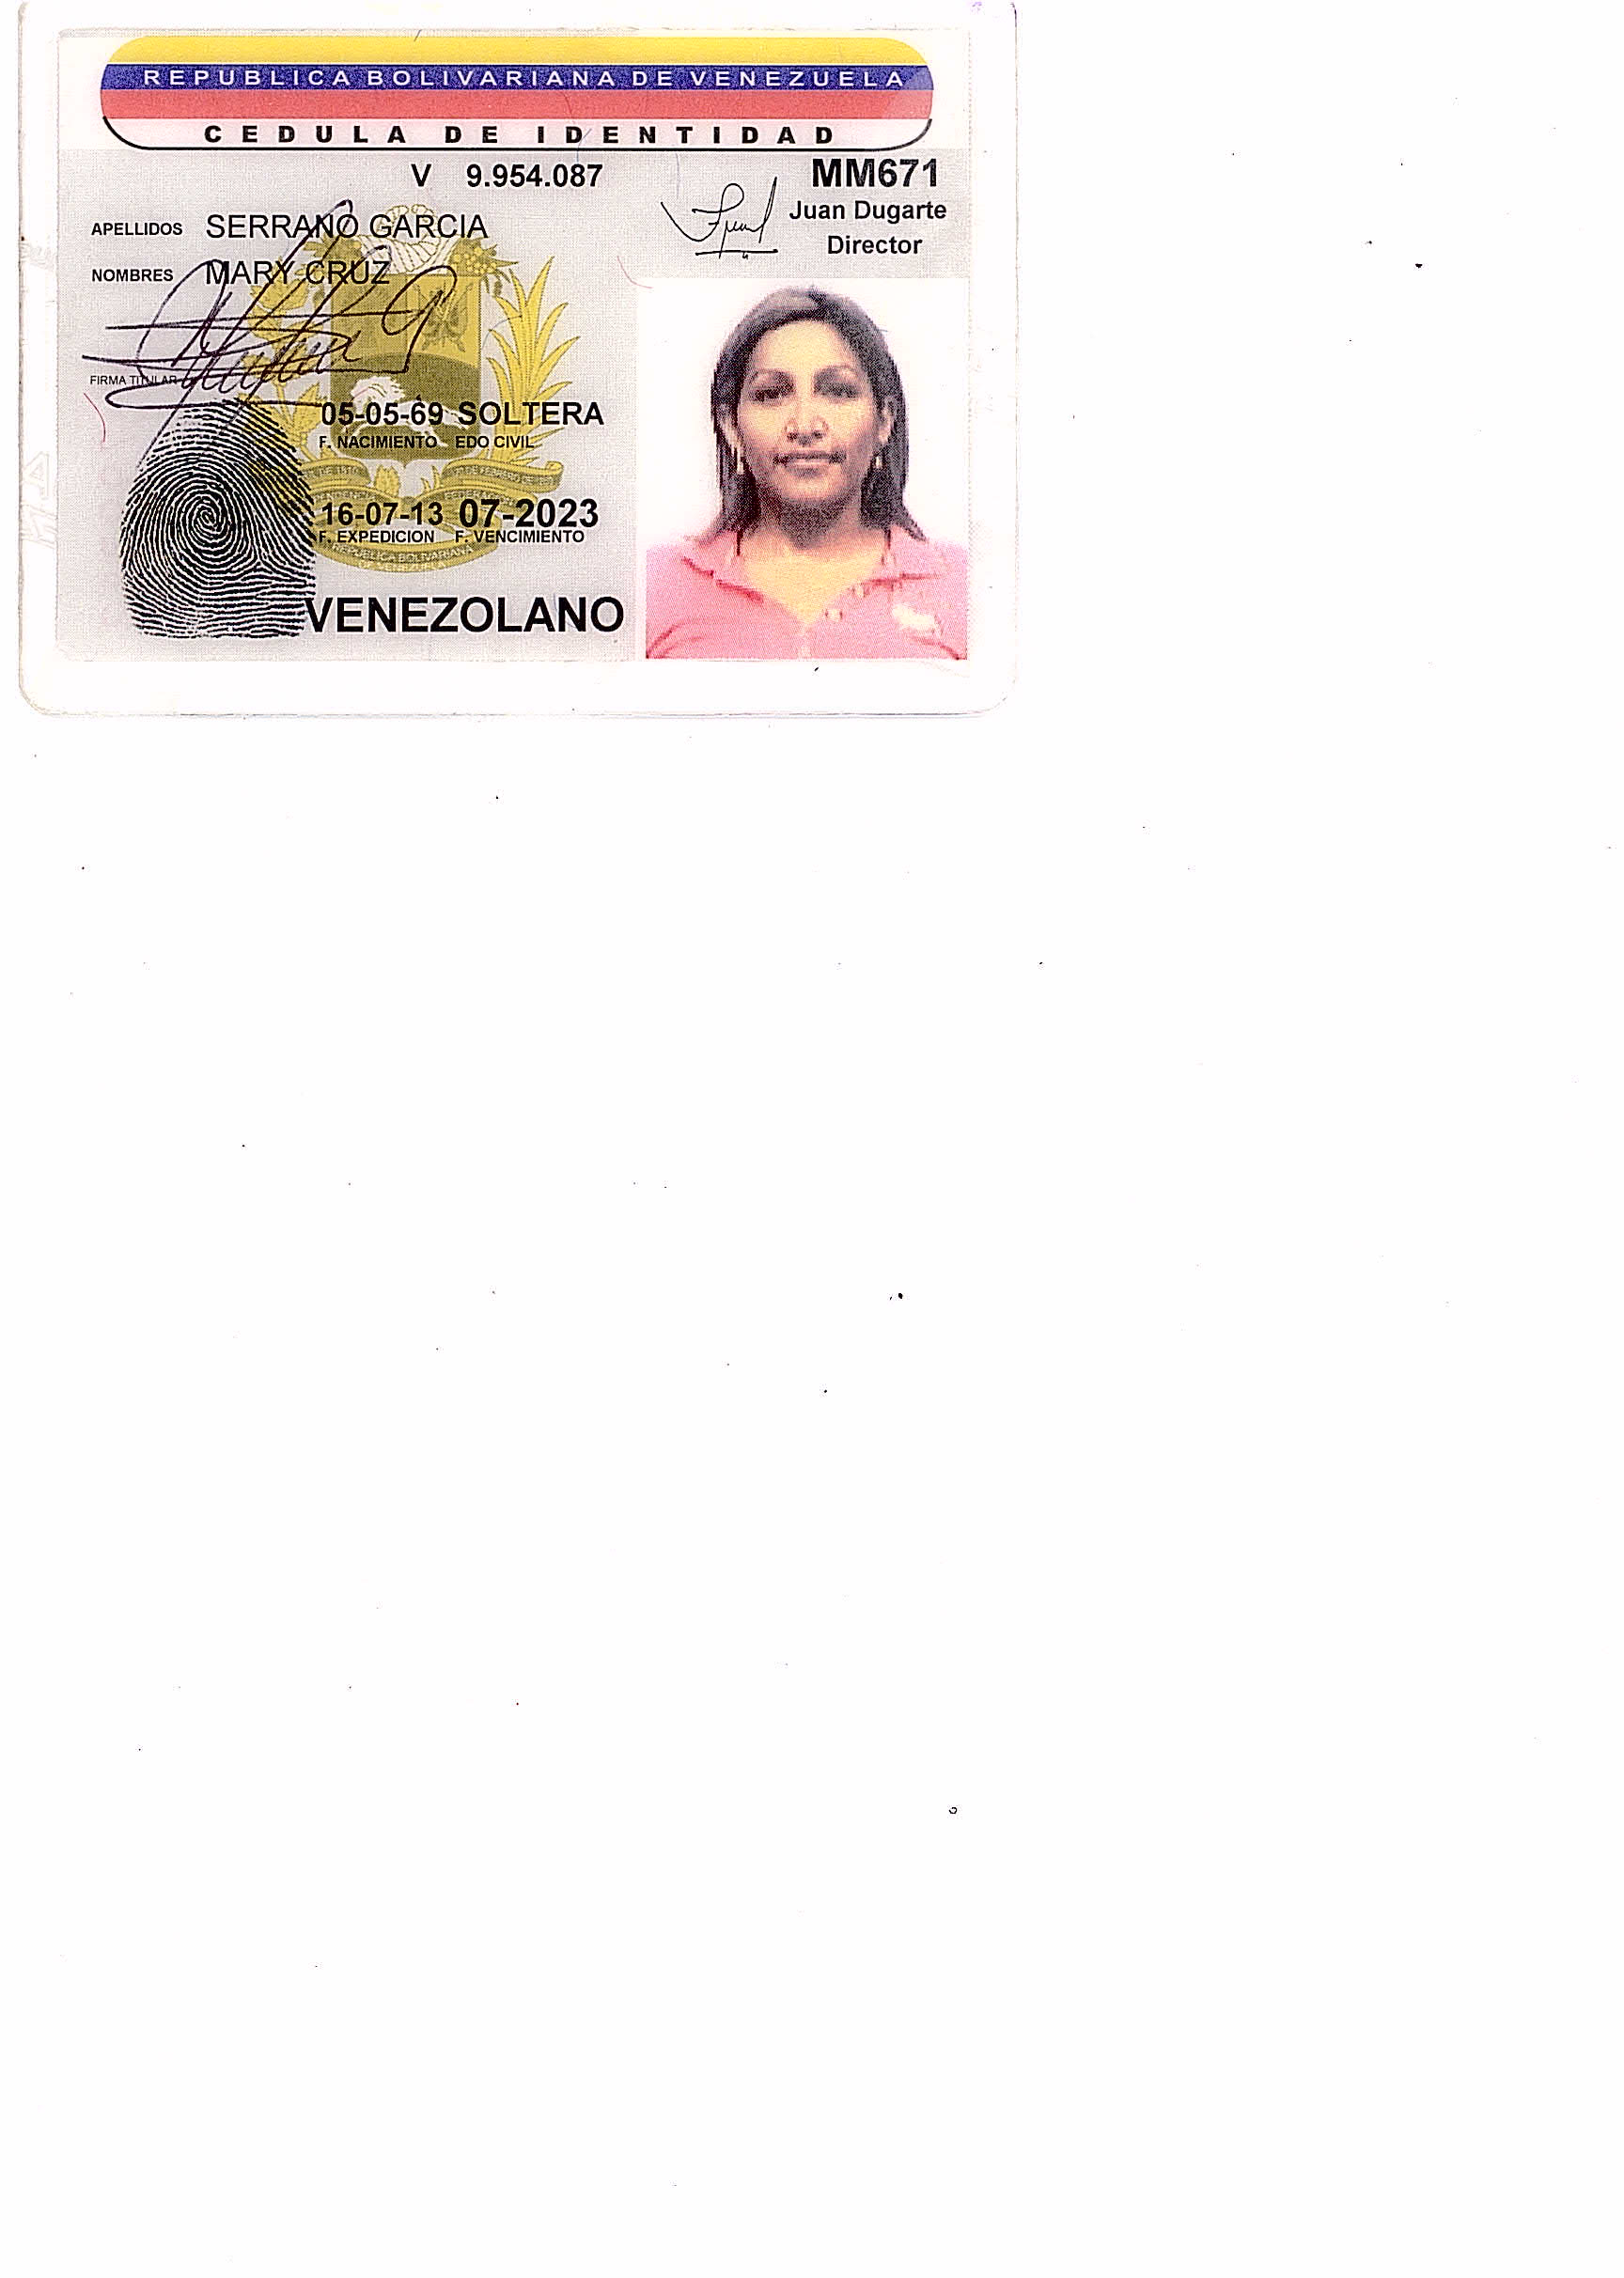 REPUBLICA BOLIVARIANA DE VENEZUELA
CEDULA DE IDENTIDAD
V 9.954.087
MM671
Juan Dugarte
Director
APELLIDOS SERRANO GARCIA
NOMBRES MARY CRUZ
FIRMA TITULAR
05-05-69 SOLTERA
F. NACIMIENTO EDO CIVIL
16-07-13 07-2023
F. EXPEDICION F. VENCIMIENTO
REPUBLICA BOLIVARIANA
DE VENEZUELA
VENEZOLANO